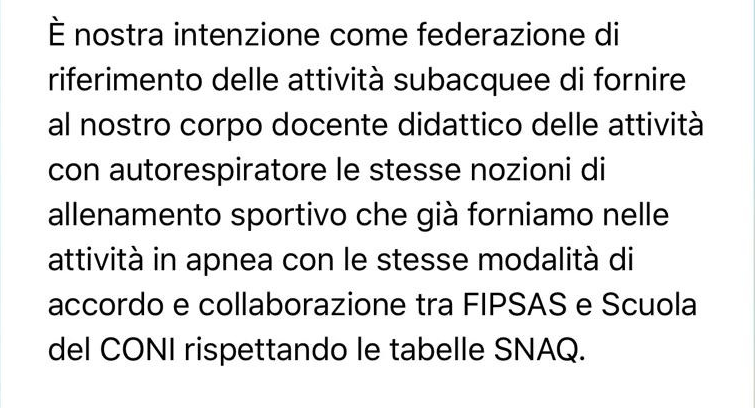 È nostra intenzione come federazione di
riferimento delle attività subacquee di fornire
al nostro corpo docente didattico delle attività
con autorespiratore le stesse nozioni di
allenamento sportivo che già forniamo nelle
attività in apnea con le stesse modalità di
accordo e collaborazione tra FIPSAS e Scuola
del CONI rispettando le tabelle SNAQ.